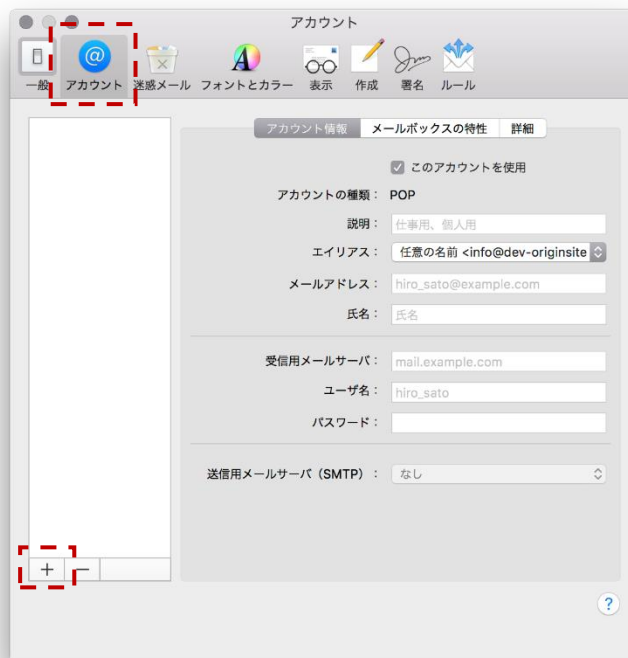 アカウント
一般 アカウント 迷惑メール フォントとカラー 表示 作成 署名 ルール
アカウント情報 メールボックスの特性 詳細
このアカウントを使用
アカウントの種類： POP
説明： 仕事用、個人用
エイリアス： 任意の名前 <info@dev-originsite
メールアドレス： hiro_sato@example.com
氏名： 氏名
受信用メールサーバ： mail.example.com
ユーザ名： hiro_sato
パスワード：
送信用メールサーバ（SMTP）： なし
+ −
?